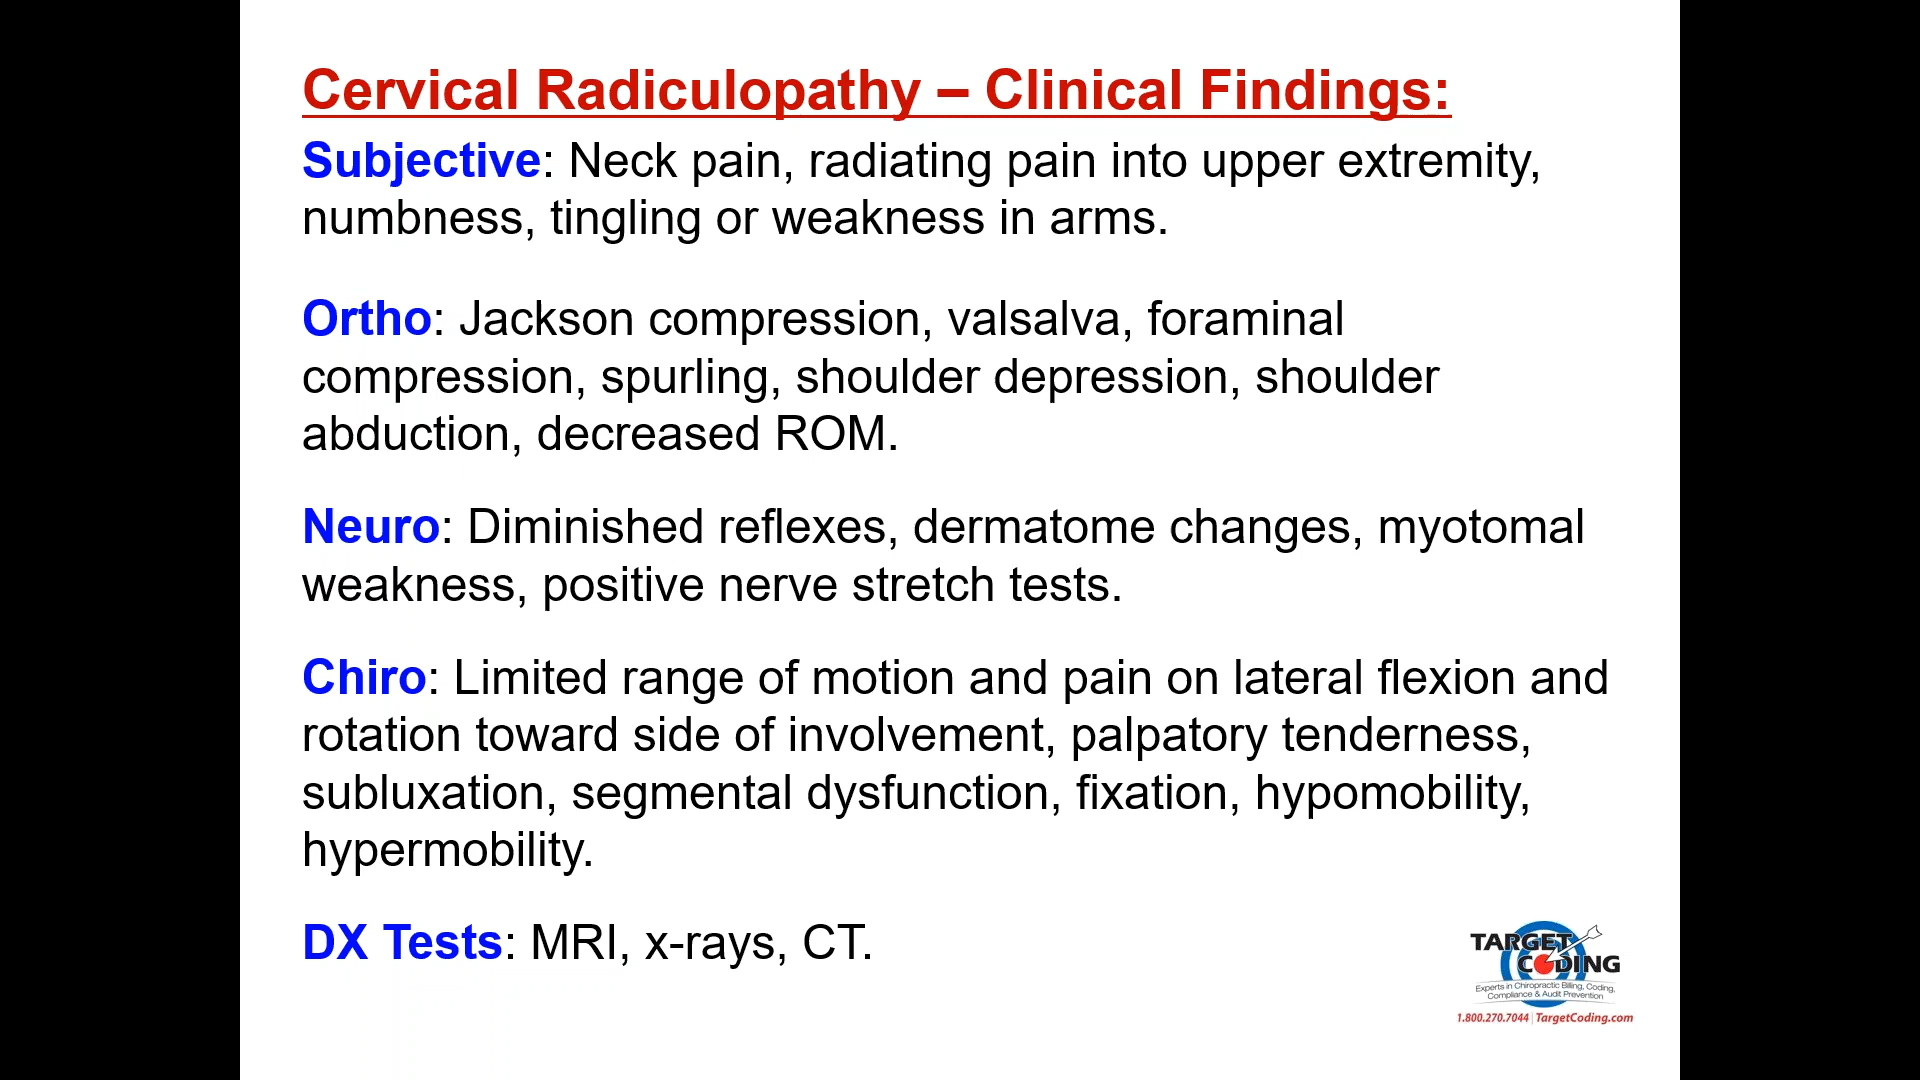 Cervical Radiculopathy – Clinical Findings:
Subjective: Neck pain, radiating pain into upper extremity,
numbness, tingling or weakness in arms.
Ortho: Jackson compression, valsalva, foraminal
compression, spurling, shoulder depression, shoulder
abduction, decreased ROM.
Neuro: Diminished reflexes, dermatome changes, myotomal
weakness, positive nerve stretch tests.
Chiro: Limited range of motion and pain on lateral flexion and
rotation toward side of involvement, palpatory tenderness,
subluxation, segmental dysfunction, fixation, hypomobility,
hypermobility.
DX Tests: MRI, x-rays, CT.
TARGET
CODING
Experts in Chiropractic Billing, Coding,
Compliance & Audit Prevention
1.800.270.7044 | TargetCoding.com